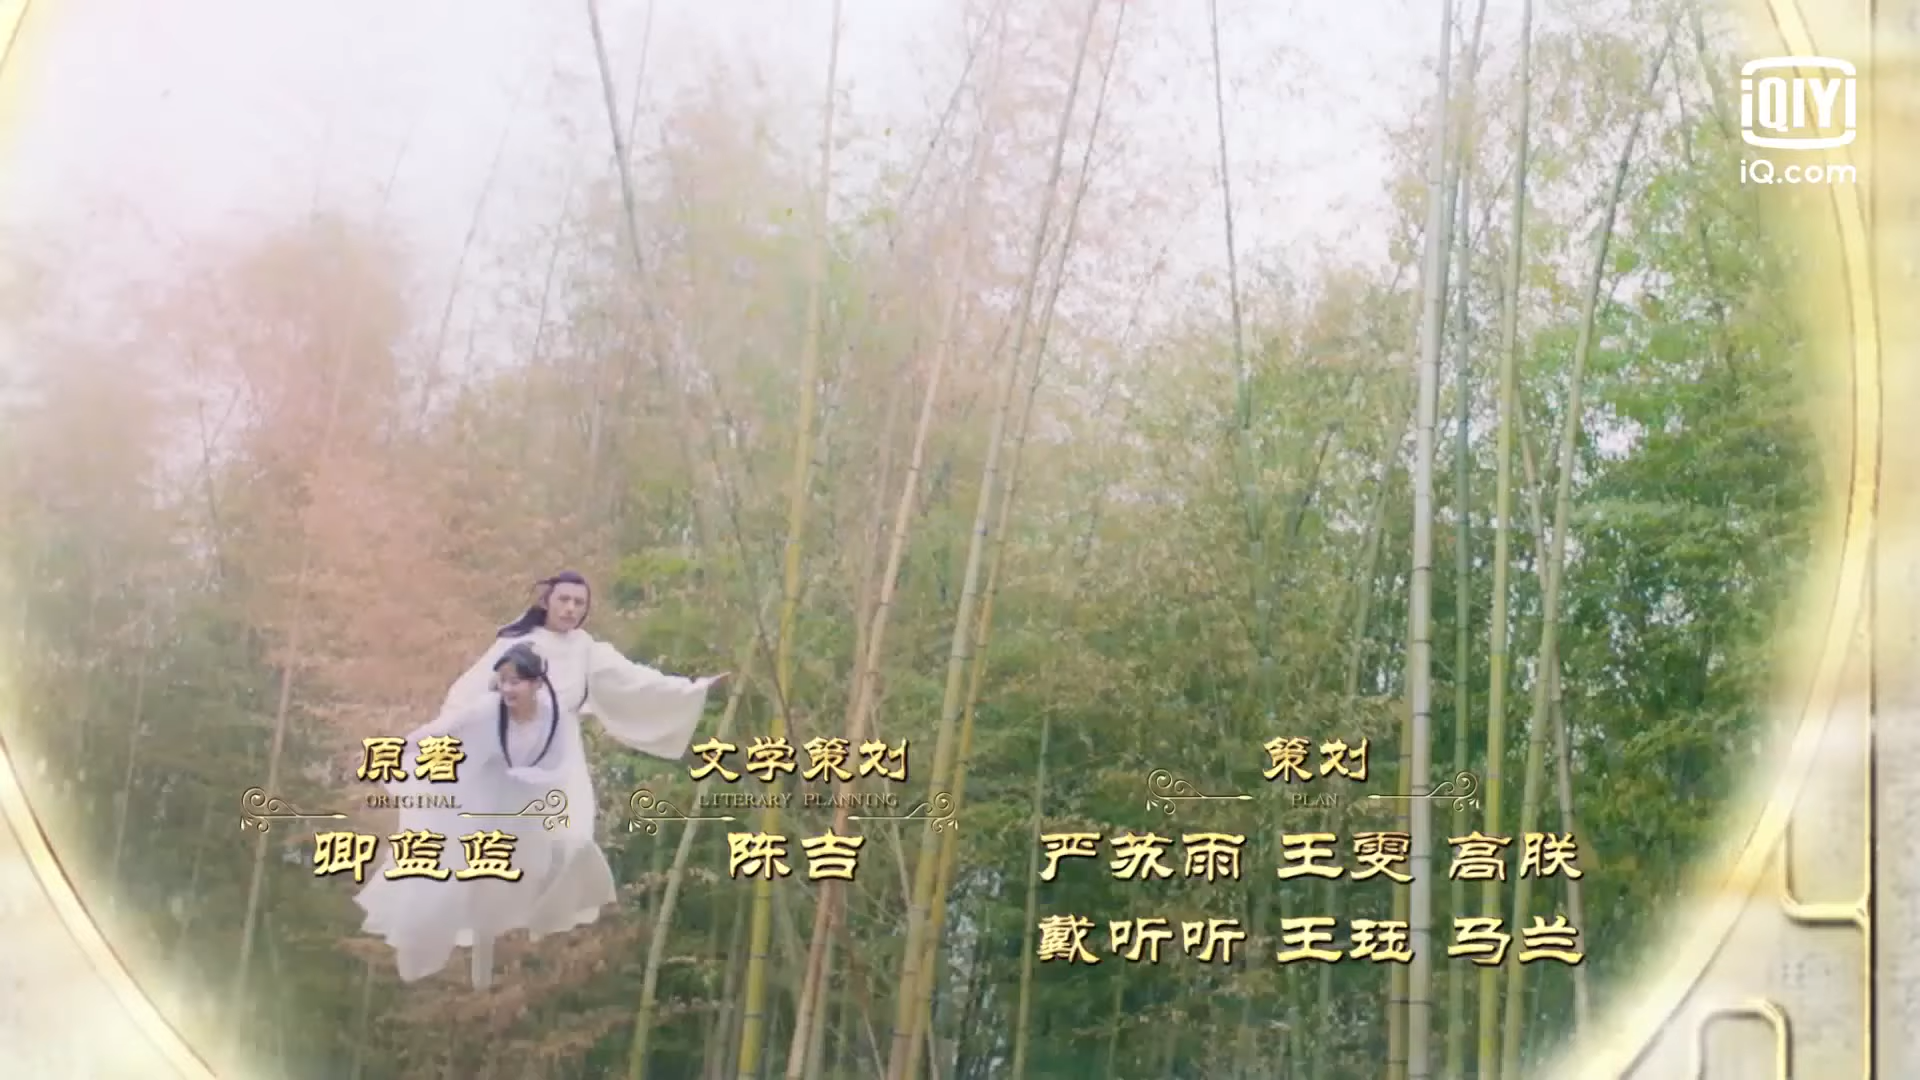 iQIYI
iQ.com
原著 文学策划 策划
ORIGINAL LITERARY PLANNING PLAN
卿蓝蓝 陈吉 严苏雨 王雯 高朕
戴听听 王珏 马兰